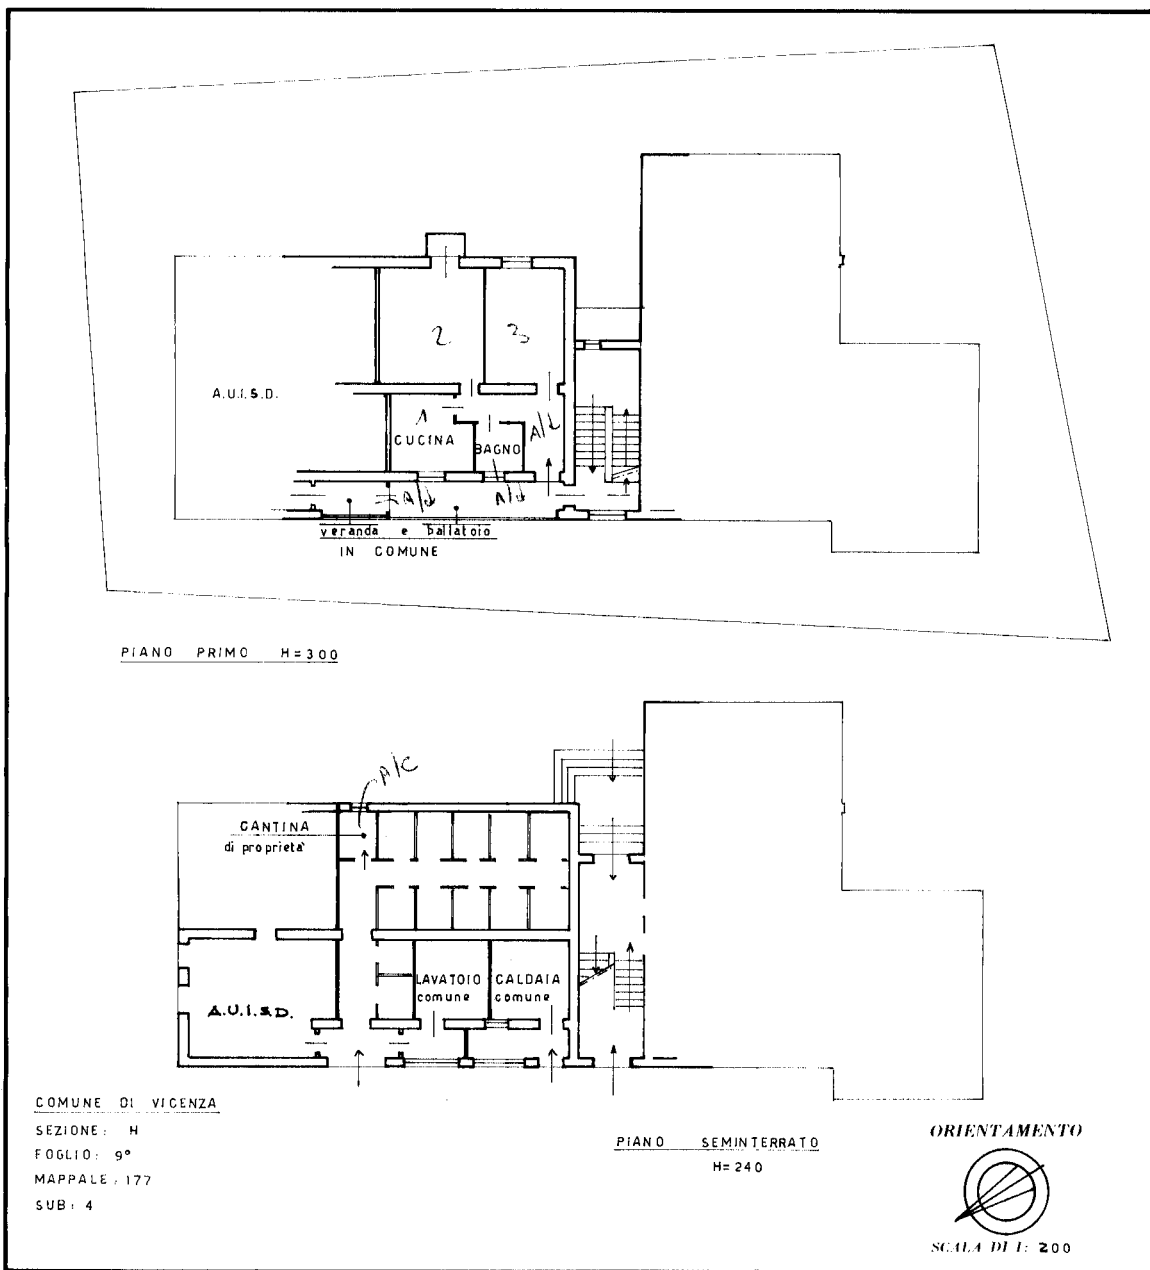 2
3
A.U.I.S.D.
1
CUCINA
BAGNO
A/d
A/d
A/d
veranda e ballatoio
IN COMUNE
PIANO PRIMO H=300
A/C
CANTINA
di proprietà
LAVATOIO
comune
CALDAIA
comune
A.U.I.S.D.
COMUNE DI VICENZA
SEZIONE: H
FOGLIO: 9°
MAPPALE: 177
SUB: 4
PIANO SEMINTERRATO
H=240
ORIENTAMENTO
SCALA DI 1: 200